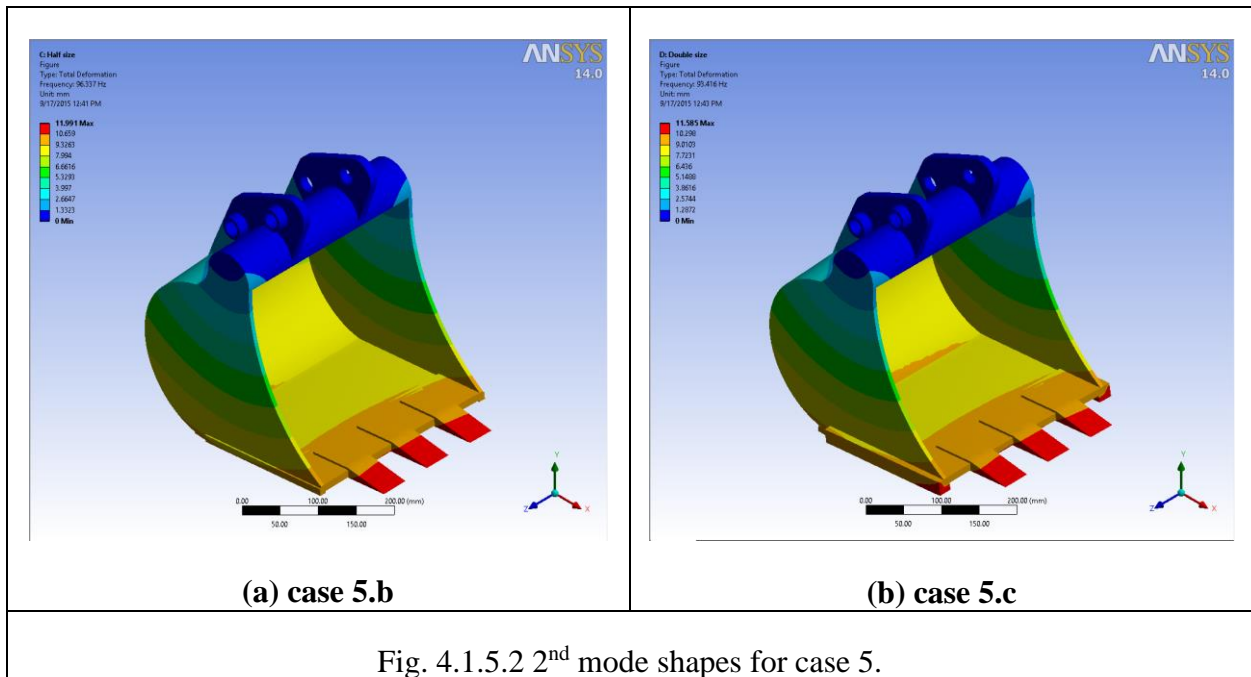 C: Half size
Figure
Type: Total Deformation
Frequency: 96.337 Hz
Unit: mm
9/17/2015 12:41 PM
11.991 Max
10.659
9.3263
7.994
6.6616
5.3293
3.997
2.6647
1.3323
0 Min
ANSYS
14.0
0.00 100.00 200.00 (mm)
50.00 150.00
Y
Z X
(a) case 5.b
D: Double size
Figure
Type: Total Deformation
Frequency: 93.416 Hz
Unit: mm
9/17/2015 12:43 PM
11.585 Max
10.298
9.0103
7.7231
6.436
5.1488
3.8616
2.5744
1.2872
0 Min
ANSYS
14.0
0.00 100.00 200.00 (mm)
50.00 150.00
Y
Z X
(b) case 5.c
Fig. 4.1.5.2 2nd mode shapes for case 5.